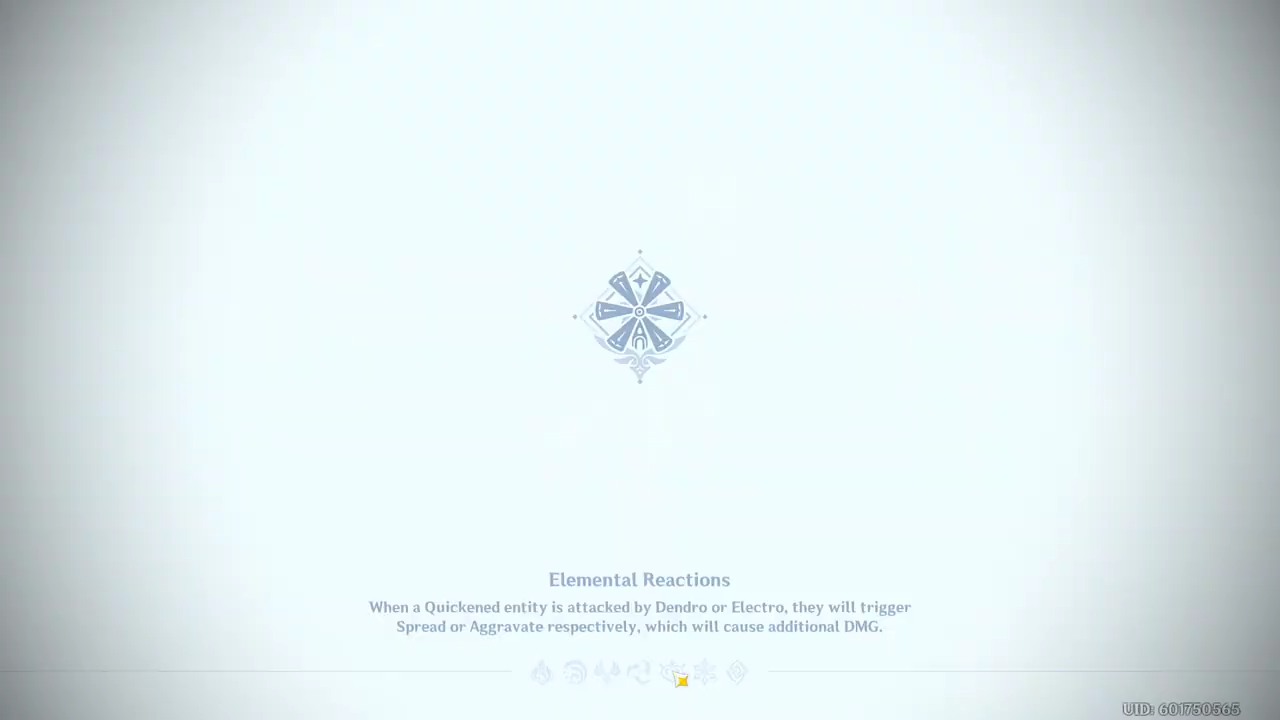 Elemental Reactions
When a Quickened entity is attacked by Dendro or Electro, they will trigger
Spread or Aggravate respectively, which will cause additional DMG.
UID: 601750565